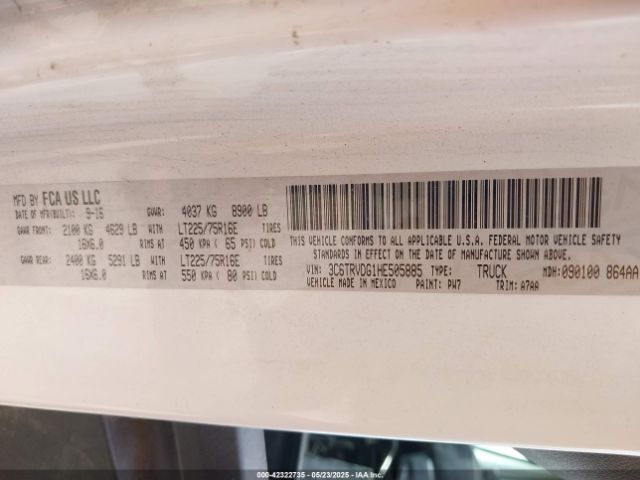 MFD BY FCA US LLC
DATE OF MFR(BUILT): 9-16 GVWR: 4037 KG 8900 LB
GAWR FRONT: 2100 KG 4629 LB WITH LT225/75R16E TIRES
16X6.0 RIMS AT 450 KPA ( 65 PSI) COLD
GAWR REAR: 2400 KG 5291 LB WITH LT225/75R16E TIRES
16X6.0 RIMS AT 550 KPA ( 80 PSI) COLD
THIS VEHICLE CONFORMS TO ALL APPLICABLE U.S.A. FEDERAL MOTOR VEHICLE SAFETY
STANDARDS IN EFFECT ON THE DATE OF MANUFACTURE SHOWN ABOVE.
VIN: 3C6TRVDG1HE505885 TYPE: TRUCK MDH: 090100 864AA
VEHICLE MADE IN MEXICO PAINT: PW7 TRIM: A7AA
000-42322735 - 05/23/2025 - IAAI.COM